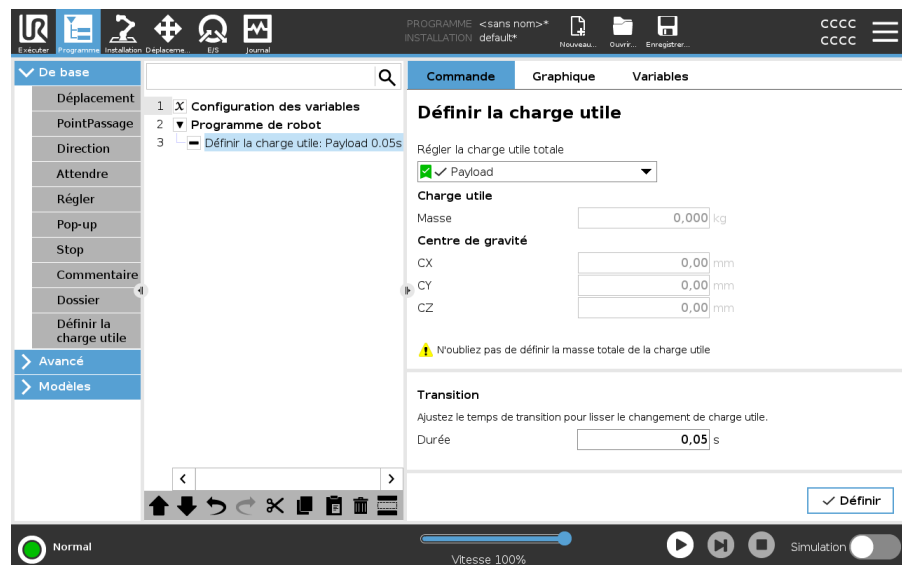 UR
Exécuter
Programme
Installation
Déplaceme...
E/S
Journal
PROGRAMME <sans nom>*
INSTALLATION default*
Nouveau...
Ouvrir...
Enregistrer...
CCCC
CCCC
De base
Déplacement
PointPassage
Direction
Attendre
Régler
Pop-up
Stop
Commentaire
Dossier
Définir la
charge utile
Avancé
Modèles
1 X Configuration des variables
2 Programme de robot
3 Définir la charge utile: Payload 0.05s
Commande
Graphique
Variables
Définir la charge utile
Régler la charge utile totale
Payload
Charge utile
Masse 0,000 kg
Centre de gravité
CX 0,00 mm
CY 0,00 mm
CZ 0,00 mm
N'oubliez pas de définir la masse totale de la charge utile
Transition
Ajustez le temps de transition pour lisser le changement de charge utile.
Durée 0,05 s
Définir
Normal
Vitesse 100%
Simulation